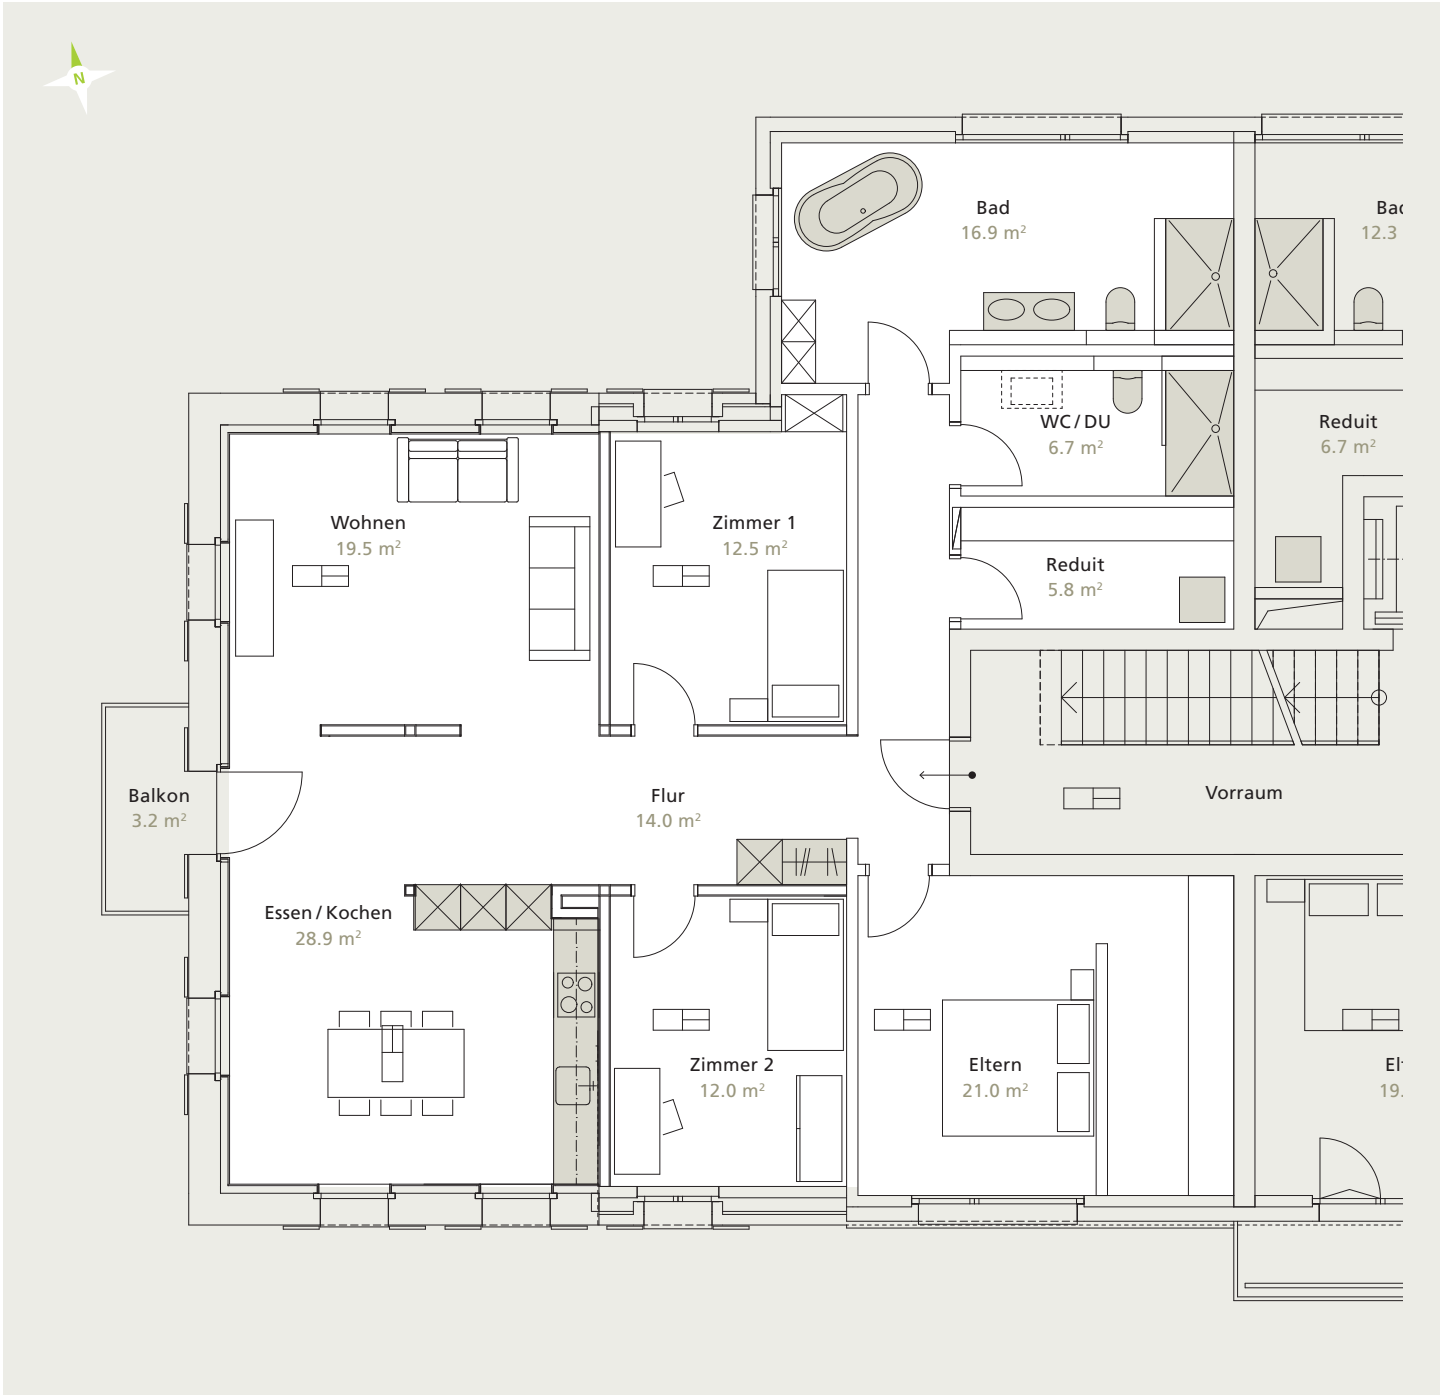 N
Bad
16.9 m²
Bad
12.3
WC / DU
6.7 m²
Reduit
6.7 m²
Wohnen
19.5 m²
Zimmer 1
12.5 m²
Reduit
5.8 m²
Balkon
3.2 m²
Flur
14.0 m²
Vorraum
Essen / Kochen
28.9 m²
Zimmer 2
12.0 m²
Eltern
21.0 m²
El
19.